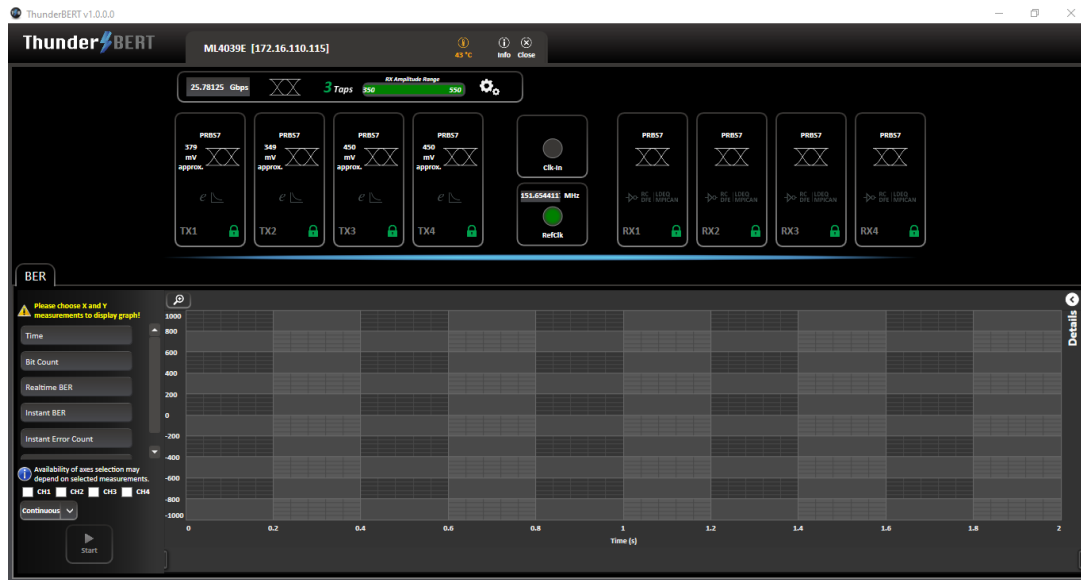 ThunderBERT v1.0.0.0
Thunder BERT
ML4039E [172.16.110.115]
45 °C
Info
Close
25.78125 Gbps
3 Taps
RX Amplitude Range
350 550
PRBS7
379
mV
approx.
e
TX1
PRBS7
349
mV
approx.
e
TX2
PRBS7
450
mV
approx.
e
TX3
PRBS7
450
mV
approx.
e
TX4
Clk-In
151.654411 MHz
RefClk
PRBS7
RX1
PRBS7
RX2
PRBS7
RX3
PRBS7
RX4
BER
Please choose X and Y
measurements to display graph!
Time
Bit Count
Realtime BER
Instant BER
Instant Error Count
Availability of axes selection may
depend on selected measurements.
CH1 CH2 CH3 CH4
Continuous
Start
1000
800
600
400
200
0
-200
-400
-600
-800
-1000
0 0.2 0.4 0.6 0.8 1 1.2 1.4 1.6 1.8 2
Time (s)
Details